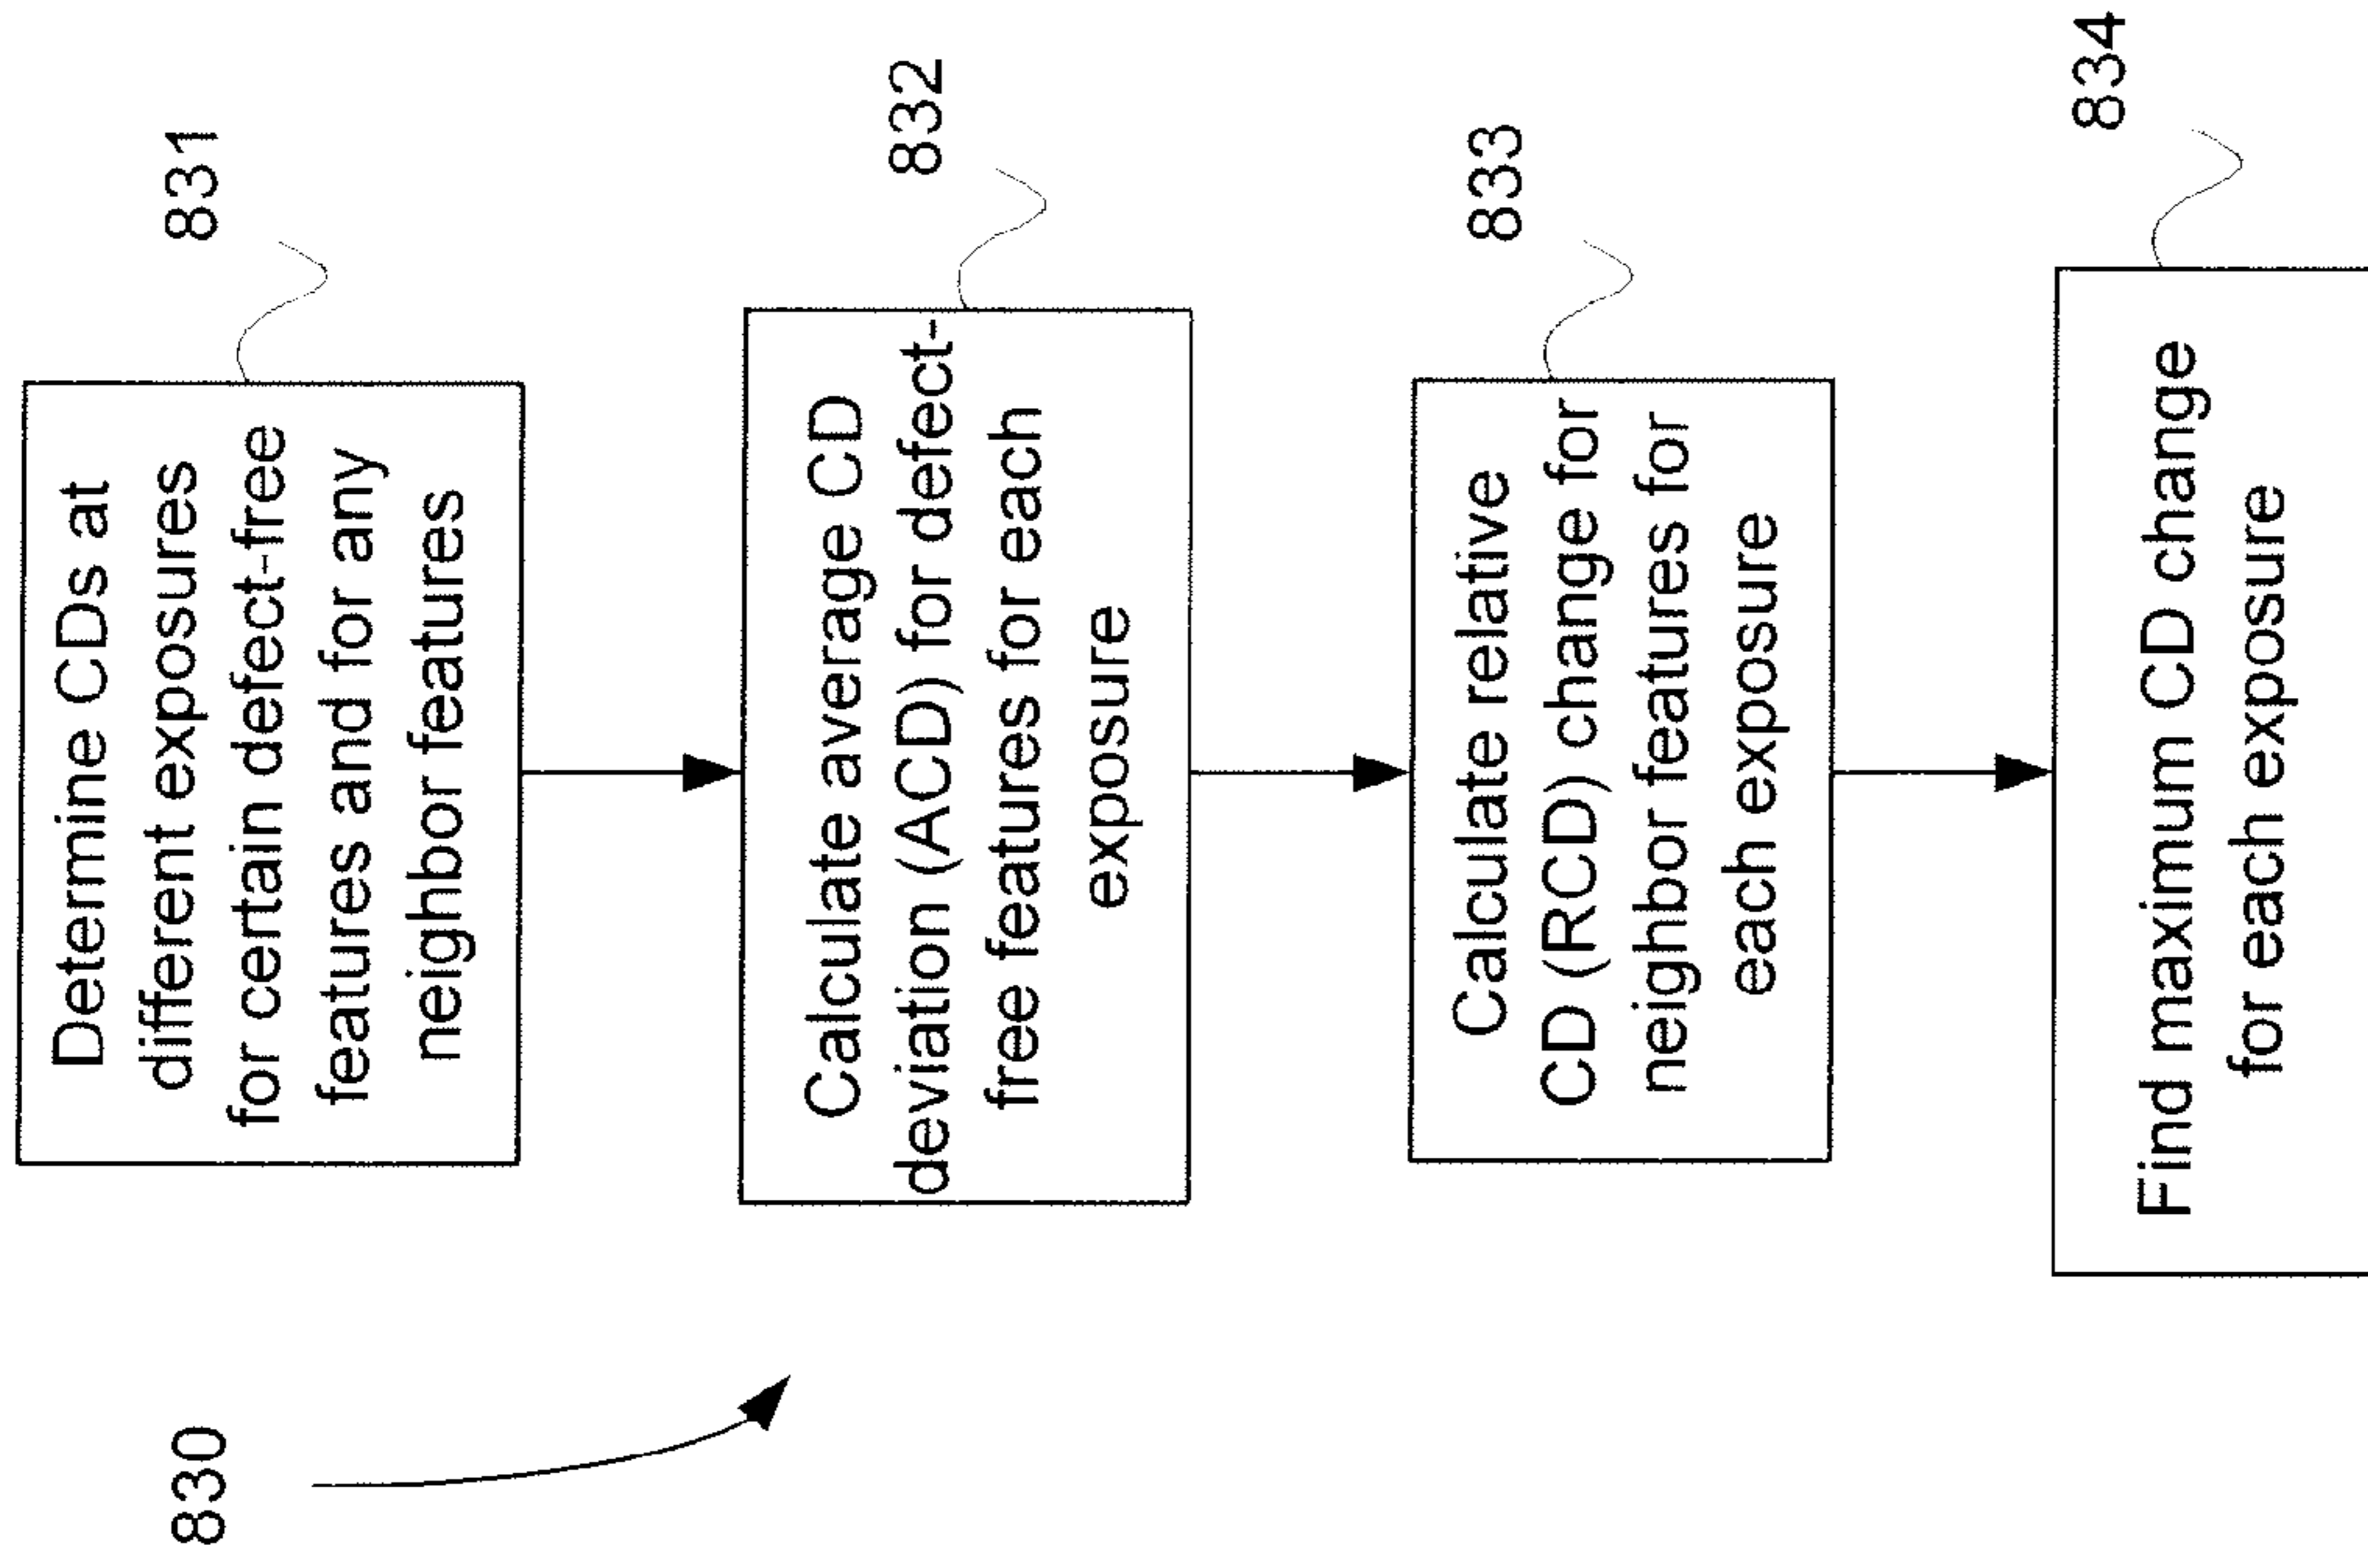 830
831
Determine CDs at
different exposures
for certain defect-free
features and for any
neighbor features
832
Calculate average CD
deviation (ACD) for defect-
free features for each
exposure
833
Calculate relative
CD (RCD) change for
neighbor features for
each exposure
834
Find maximum CD change
for each exposure